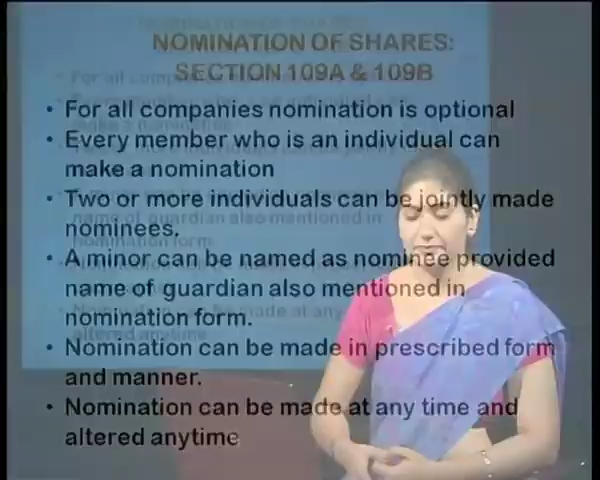 NOMINATION OF SHARES:
SECTION 109A & 109B
• For all companies nomination is optional
• Every member who is an individual can
make a nomination
• Two or more individuals can be jointly made
nominees.
• A minor can be named as nominee provided
name of guardian also mentioned in
nomination form.
• Nomination can be made in prescribed form
and manner.
• Nomination can be made at any time and
altered anytime